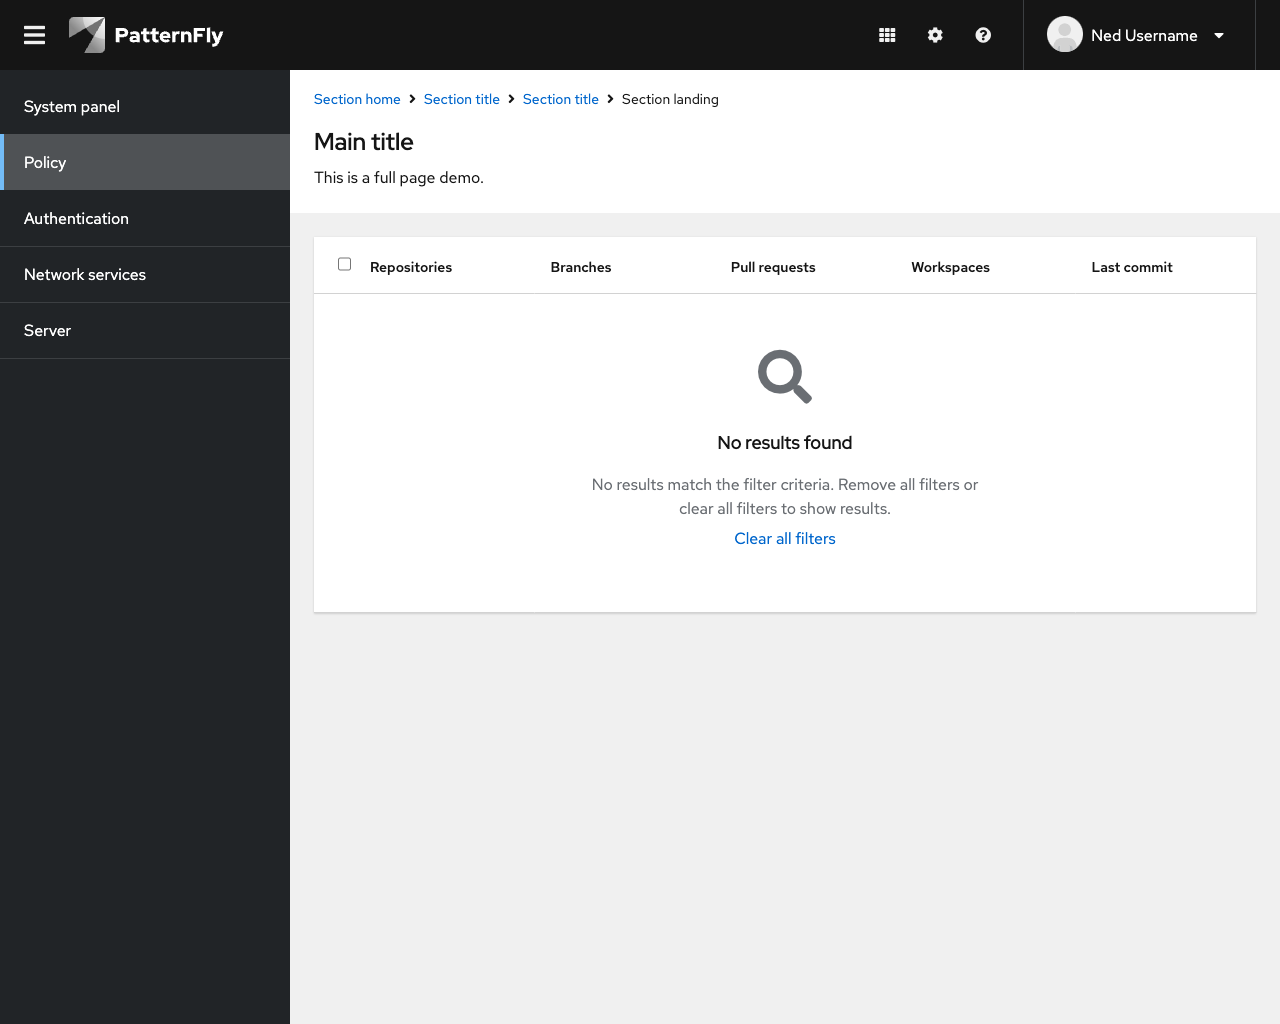 PatternFly
Ned Username
System panel
Policy
Authentication
Network services
Server
Section home Section title Section title Section landing
Main title
This is a full page demo.
Repositories Branches Pull requests Workspaces Last commit
No results found
No results match the filter criteria. Remove all filters or
clear all filters to show results.
Clear all filters